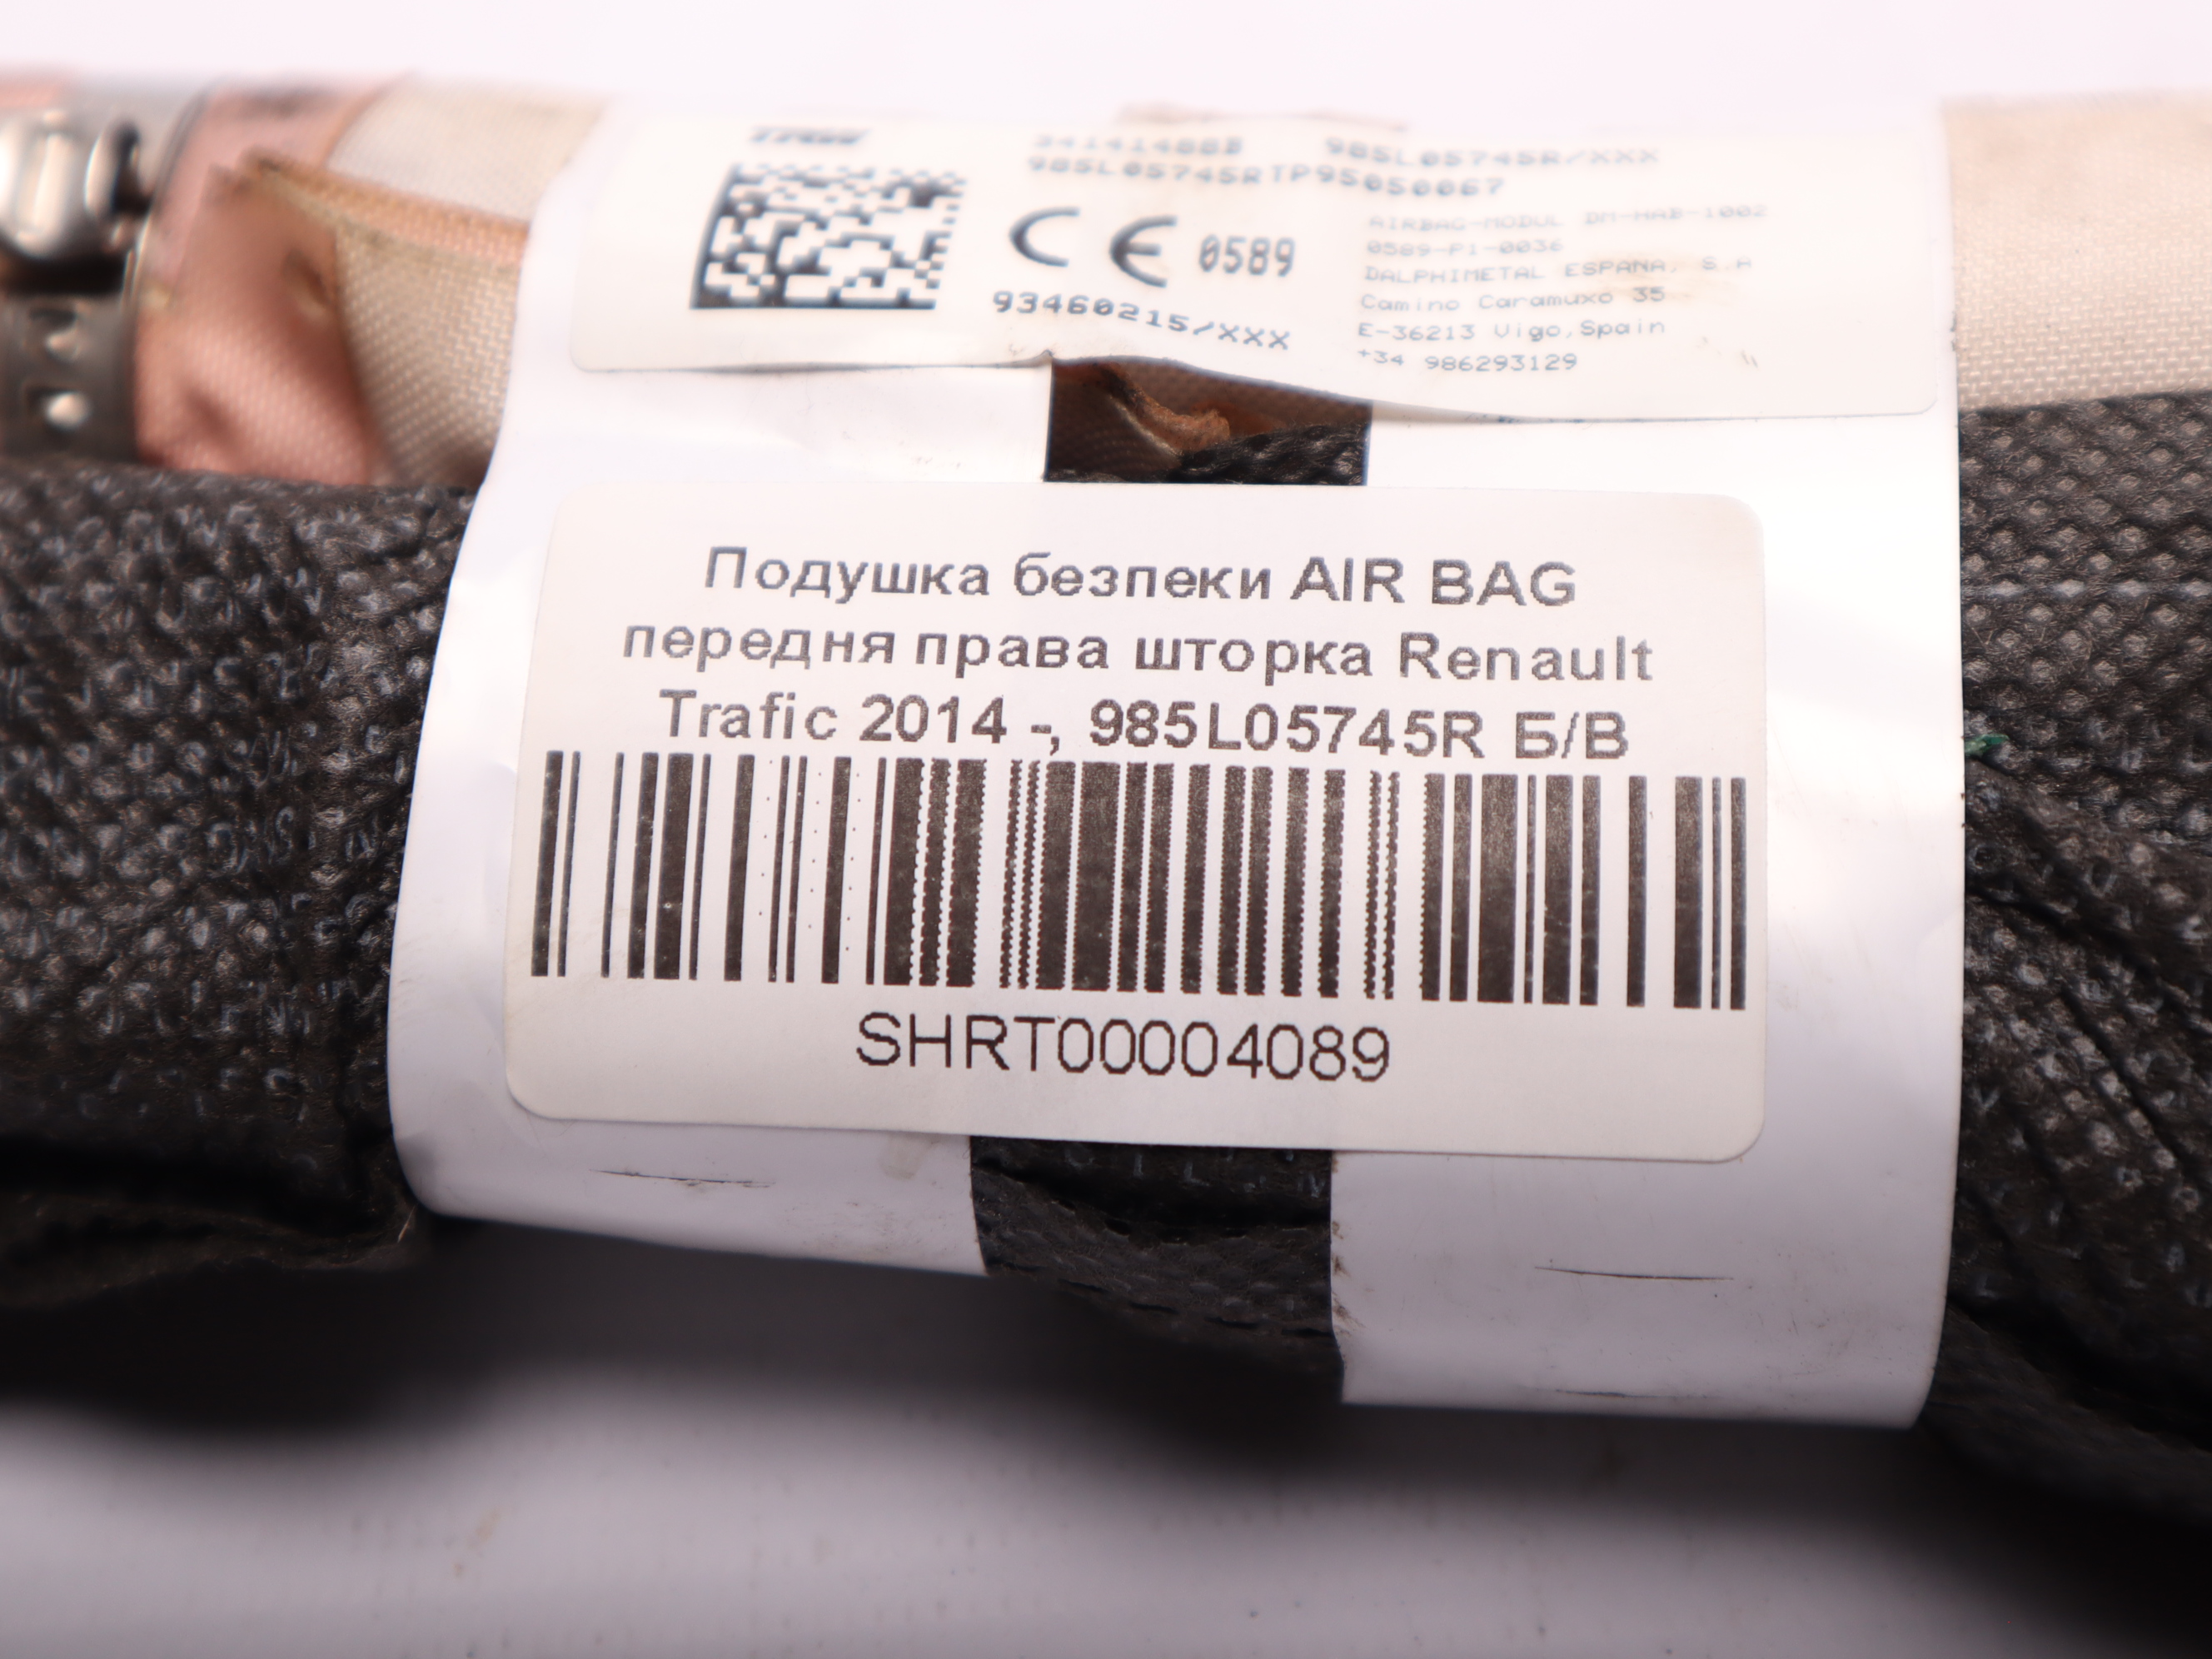 TRW
34141488B 985L05745R/XXX
985L05745RTP95050067
CE 0589
93460215/XXX
AIRBAG-MODUL DM-HAB-1002
0589-P1-0036
DALPHIMETAL ESPANA, S.A
Camino Caramuxo 35
E-36213 Vigo,Spain
+34 986293129
Подушка безпеки AIR BAG
передня права шторка Renault
Trafic 2014 -, 985L05745R Б/В
SHRT00004089